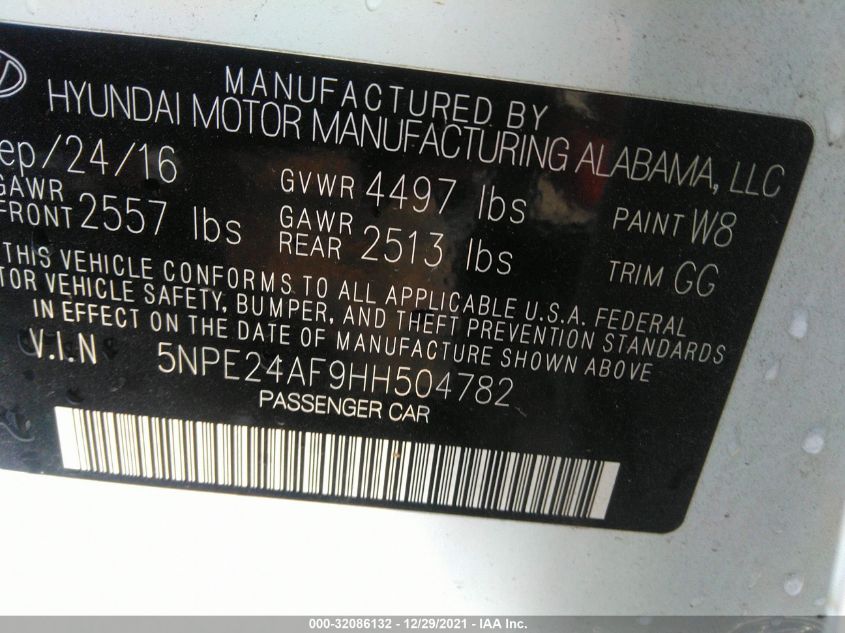 MANUFACTURED BY
HYUNDAI MOTOR MANUFACTURING ALABAMA, LLC
ep/24/16
GAWR FRONT 2557 lbs
GVWR 4497 lbs
GAWR REAR 2513 lbs
PAINT W8
TRIM GG
THIS VEHICLE CONFORMS TO ALL APPLICABLE U.S.A. FEDERAL
TOR VEHICLE SAFETY, BUMPER, AND THEFT PREVENTION STANDARDS
IN EFFECT ON THE DATE OF MANUFACTURE SHOWN ABOVE
V.I.N 5NPE24AF9HH504782
PASSENGER CAR
000-32086132 - 12/29/2021 - IAA Inc.